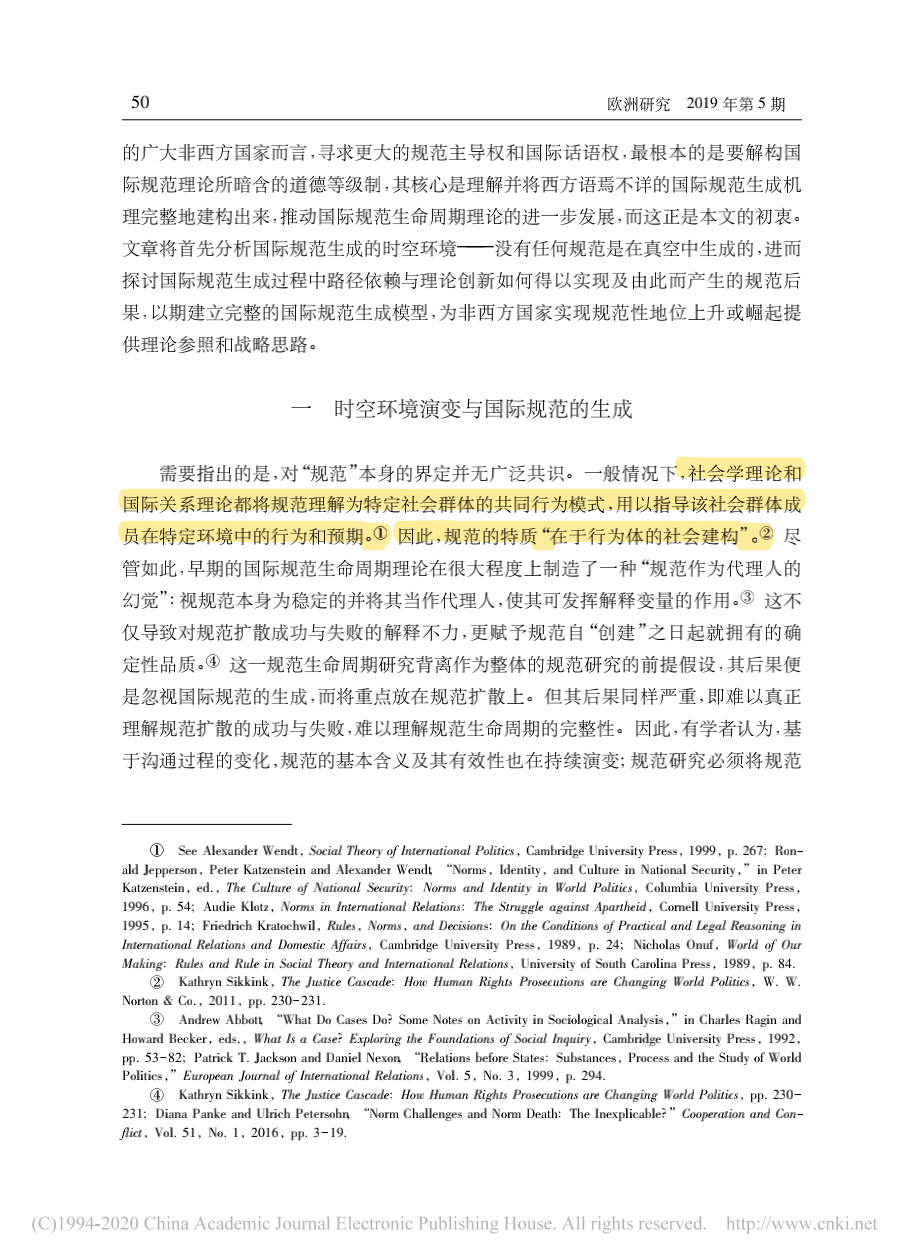 50
欧洲研究 2019 年第 5 期
的广大非西方国家而言,寻求更大的规范主导权和国际话语权,最根本的是要解构国
际规范理论所暗含的道德等级制,其核心是理解并将西方语焉不详的国际规范生成机
理完整地建构出来,推动国际规范生命周期理论的进一步发展,而这正是本文的初衷。
文章将首先分析国际规范生成的时空环境——没有任何规范是在真空中生成的,进而
探讨国际规范生成过程中路径依赖与理论创新如何得以实现及由此而产生的规范后
果,以期建立完整的国际规范生成模型,为非西方国家实现规范性地位上升或崛起提
供理论参照和战略思路。
一 时空环境演变与国际规范的生成
需要指出的是,对“规范”本身的界定并无广泛共识。一般情况下,社会学理论和
国际关系理论都将规范理解为特定社会群体的共同行为模式,用以指导该社会群体成
员在特定环境中的行为和预期。① 因此,规范的特质“在于行为体的社会建构”。② 尽
管如此,早期的国际规范生命周期理论在很大程度上制造了一种“规范作为代理人的
幻觉”:视规范本身为稳定的并将其当作代理人,使其可发挥解释变量的作用。③ 这不
仅导致对规范扩散成功与失败的解释不力,更赋予规范自“创建”之日起就拥有的确
定性品质。④ 这一规范生命周期研究背离作为整体的规范研究的前提假设,其后果便
是忽视国际规范的生成,而将重点放在规范扩散上。但其后果同样严重,即难以真正
理解规范扩散的成功与失败,难以理解规范生命周期的完整性。因此,有学者认为,基
于沟通过程的变化,规范的基本含义及其有效性也在持续演变;规范研究必须将规范
① See Alexander Wendt, Social Theory of International Politics, Cambridge University Press, 1999, p. 267; Ron-
ald Jepperson, Peter Katzenstein and Alexander Wendt, “Norms, Identity, and Culture in National Security,” in Peter
Katzenstein, ed., The Culture of National Security: Norms and Identity in World Politics, Columbia University Press,
1996, p. 54; Audie Klotz, Norms in International Relations: The Struggle against Apartheid, Cornell University Press,
1995, p. 14; Friedrich Kratochwil, Rules, Norms, and Decisions: On the Conditions of Practical and Legal Reasoning in
International Relations and Domestic Affairs, Cambridge University Press, 1989, p. 24; Nicholas Onuf, World of Our
Making: Rules and Rule in Social Theory and International Relations, University of South Carolina Press, 1989, p. 84.
② Kathryn Sikkink, The Justice Cascade: How Human Rights Prosecutions are Changing World Politics, W. W.
Norton & Co., 2011, pp. 230-231.
③ Andrew Abbott, “What Do Cases Do? Some Notes on Activity in Sociological Analysis,” in Charles Ragin and
Howard Becker, eds., What Is a Case? Exploring the Foundations of Social Inquiry, Cambridge University Press, 1992,
pp. 53-82; Patrick T. Jackson and Daniel Nexon, “Relations before States: Substances, Process and the Study of World
Politics,” European Journal of International Relations, Vol. 5, No. 3, 1999, p. 294.
④ Kathryn Sikkink, The Justice Cascade: How Human Rights Prosecutions are Changing World Politics, pp. 230-
231; Diana Panke and Ulrich Petersohn, “Norm Challenges and Norm Death: The Inexplicable?” Cooperation and Con-
flict, Vol. 51, No. 1, 2016, pp. 3-19.
(C)1994-2020 China Academic Journal Electronic Publishing House. All rights reserved. http://www.cnki.net